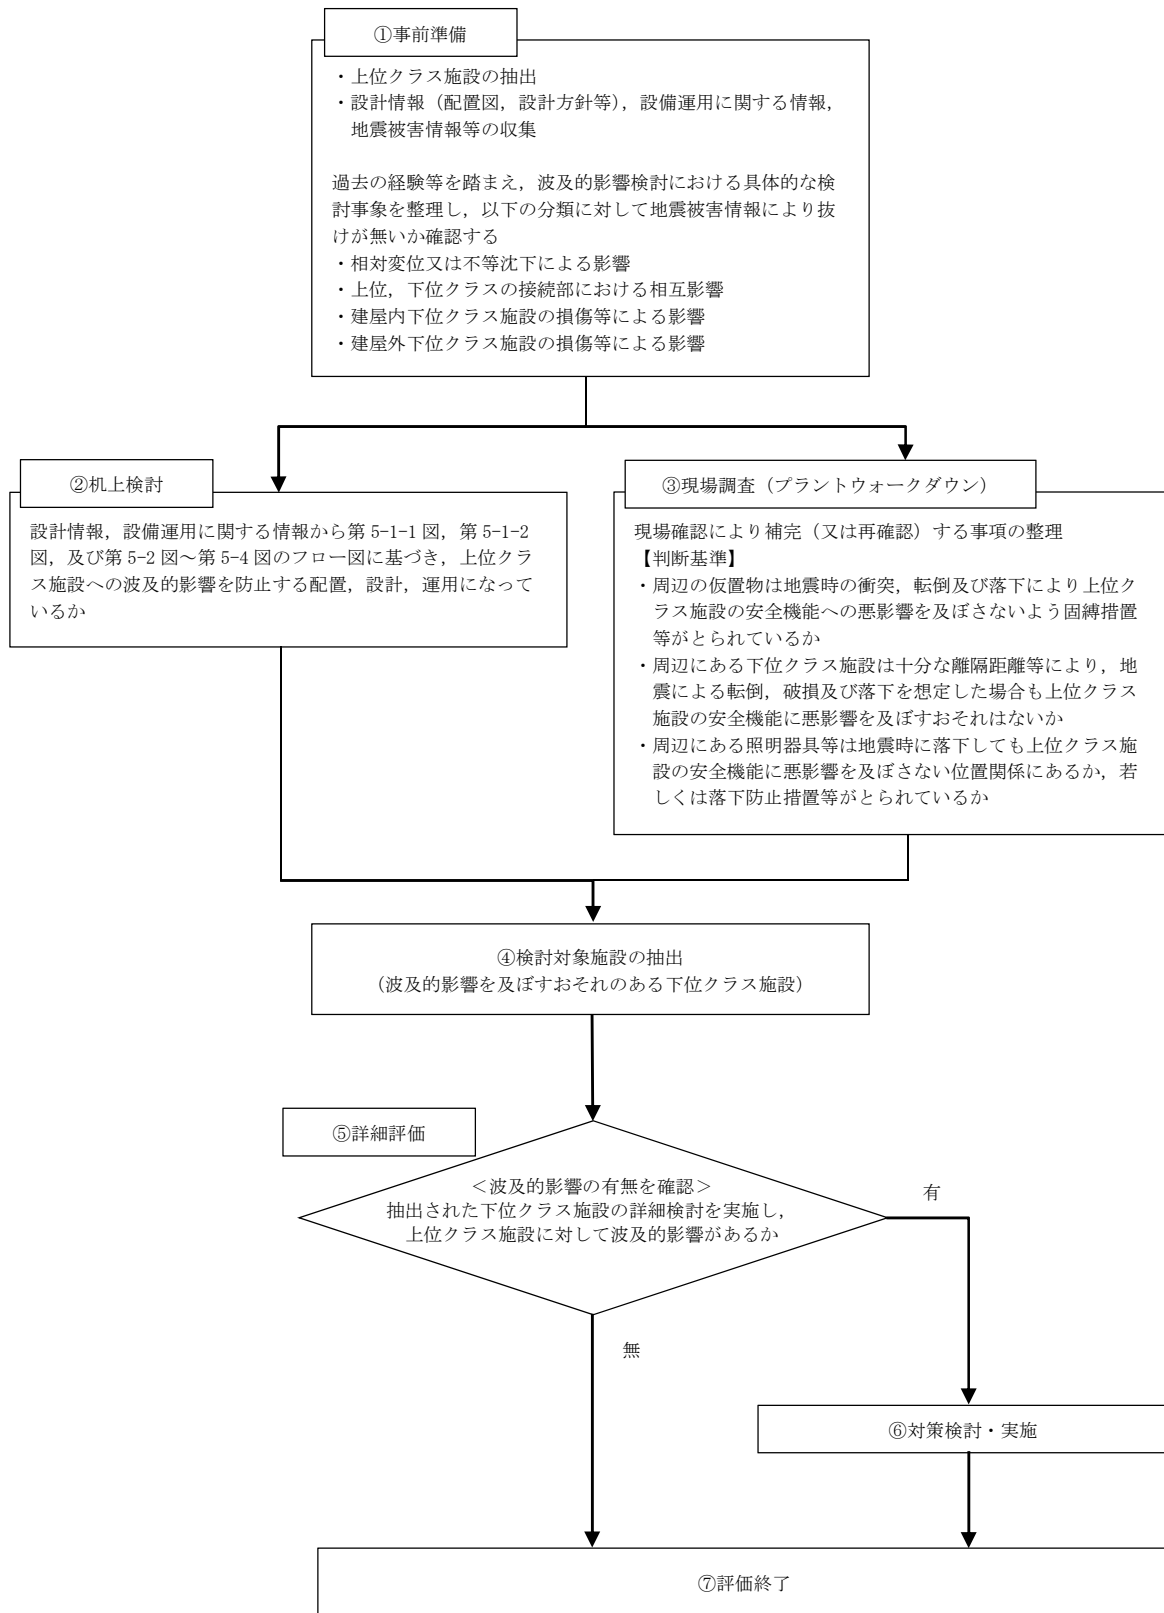 ①事前準備
・上位クラス施設の抽出
・設計情報（配置図，設計方針等），設備運用に関する情報，
地震被害情報等の収集
過去の経験等を踏まえ，波及的影響検討における具体的な検
討事象を整理し，以下の分類に対して地震被害情報により抜
けが無いか確認する
・相対変位又は不等沈下による影響
・上位，下位クラスの接続部における相互影響
・建屋内下位クラス施設の損傷等による影響
・建屋外下位クラス施設の損傷等による影響
②机上検討
設計情報，設備運用に関する情報から第 5-1-1 図，第 5-1-2
図，及び第 5-2 図～第 5-4 図のフロー図に基づき，上位クラ
ス施設への波及的影響を防止する配置，設計，運用になって
いるか
③現場調査（プラントウォークダウン）
現場確認により補完（又は再確認）する事項の整理
【判断基準】
・周辺の仮置物は地震時の衝突，転倒及び落下により上位ク
ラス施設の安全機能への悪影響を及ぼさないよう固縛措置
等がとられているか
・周辺にある下位クラス施設は十分な離隔距離等により，地
震による転倒，破損及び落下を想定した場合も上位クラス
施設の安全機能に悪影響を及ぼすおそれはないか
・周辺にある照明器具等は地震時に落下しても上位クラス施
設の安全機能に悪影響を及ぼさない位置関係にあるか，若
しくは落下防止措置等がとられているか
④検討対象施設の抽出
（波及的影響を及ぼすおそれのある下位クラス施設）
⑤詳細評価
＜波及的影響の有無を確認＞
抽出された下位クラス施設の詳細検討を実施し，
上位クラス施設に対して波及的影響があるか
有
無
⑥対策検討・実施
⑦評価終了